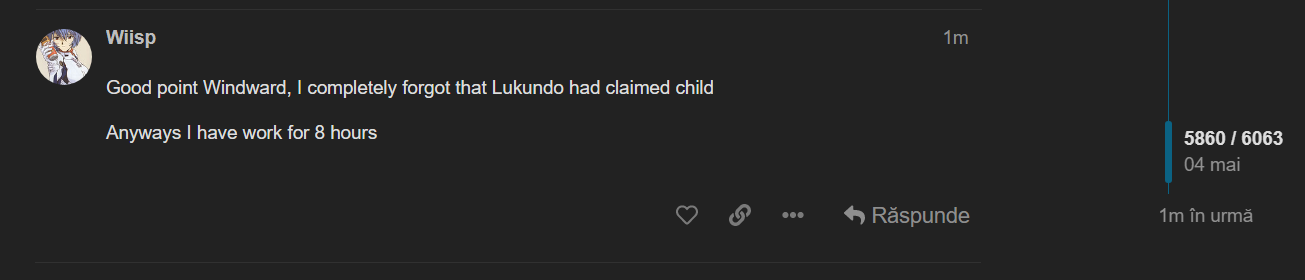 Wiisp 1m
Good point Windward, I completely forgot that Lukundo had claimed child
Anyways I have work for 8 hours
5860 / 6063
04 mai
Răspunde
1m în urmă